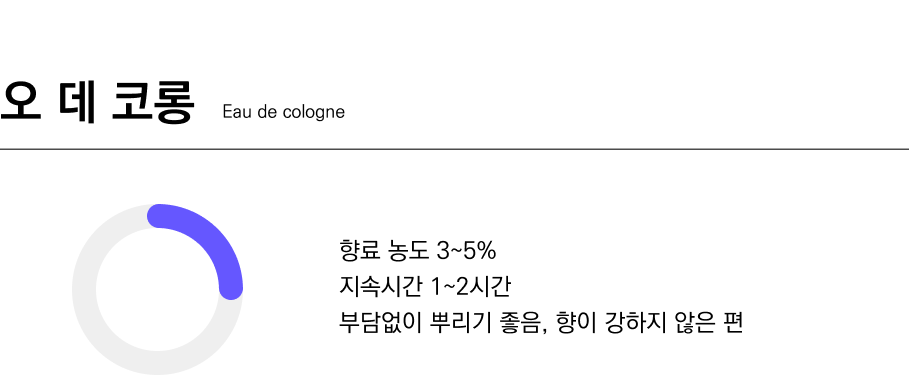 오 데 코롱 Eau de cologne
향료 농도 3~5%
지속시간 1~2시간
부담없이 뿌리기 좋음, 향이 강하지 않은 편